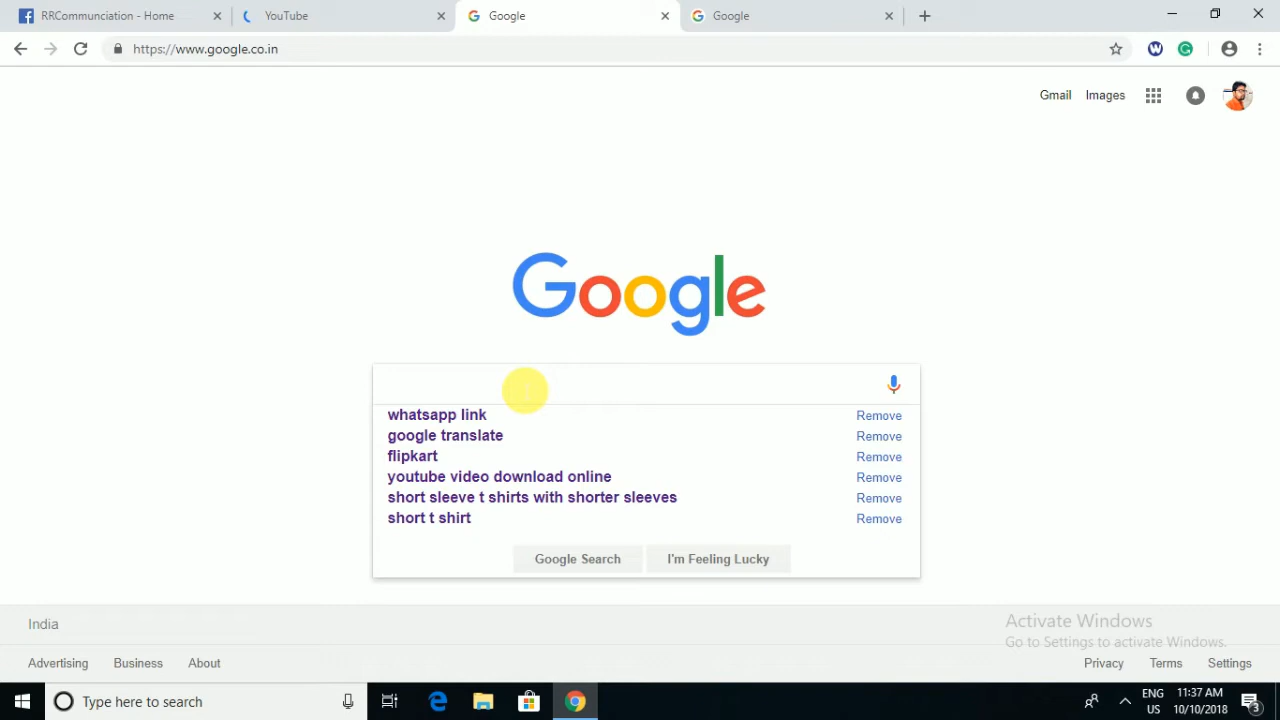 RRCommunciation - Home
YouTube
Google
Google
https://www.google.co.in
Gmail Images
Google
whatsapp link Remove
google translate Remove
flipkart Remove
youtube video download online Remove
short sleeve t shirts with shorter sleeves Remove
short t shirt Remove
Google Search I'm Feeling Lucky
India
Activate Windows
Go to Settings to activate Windows.
Advertising Business About
Privacy Terms Settings
Type here to search
ENG 11:37 AM
US 10/10/2018
3